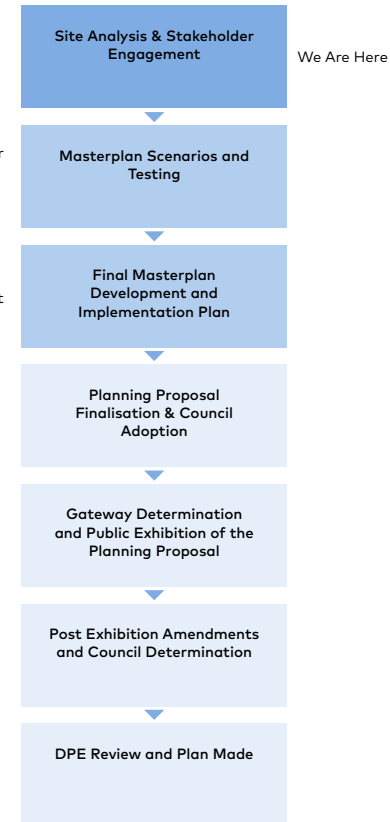 Site Analysis & Stakeholder
Engagement
We Are Here
Masterplan Scenarios and
Testing
Final Masterplan
Development and
Implementation Plan
Planning Proposal
Finalisation & Council
Adoption
Gateway Determination
and Public Exhibition of the
Planning Proposal
Post Exhibition Amendments
and Council Determination
DPE Review and Plan Made